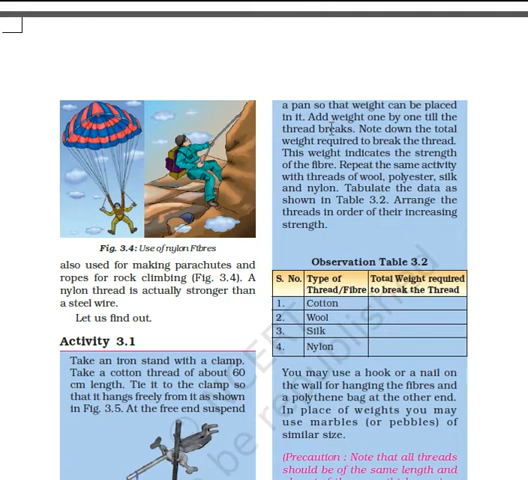 Fig. 3.4: Use of nylon Fibres
also used for making parachutes and
ropes for rock climbing (Fig. 3.4). A
nylon thread is actually stronger than
a steel wire.
Let us find out.
Activity 3.1
Take an iron stand with a clamp.
Take a cotton thread of about 60
cm length. Tie it to the clamp so
that it hangs freely from it as shown
in Fig. 3.5. At the free end suspend
a pan so that weight can be placed
in it. Add weight one by one till the
thread breaks. Note down the total
weight required to break the thread.
This weight indicates the strength
of the fibre. Repeat the same activity
with threads of wool, polyester, silk
and nylon. Tabulate the data as
shown in Table 3.2. Arrange the
threads in order of their increasing
strength.
Observation Table 3.2
S. No. Type of Total Weight required
Thread/Fibre to break the Thread
1. Cotton
2. Wool
3. Silk
4. Nylon
You may use a hook or a nail on
the wall for hanging the fibres and
a polythene bag at the other end.
In place of weights you may
use marbles (or pebbles) of
similar size.
(Precaution : Note that all threads
should be of the same length and
© NCERT
be republished